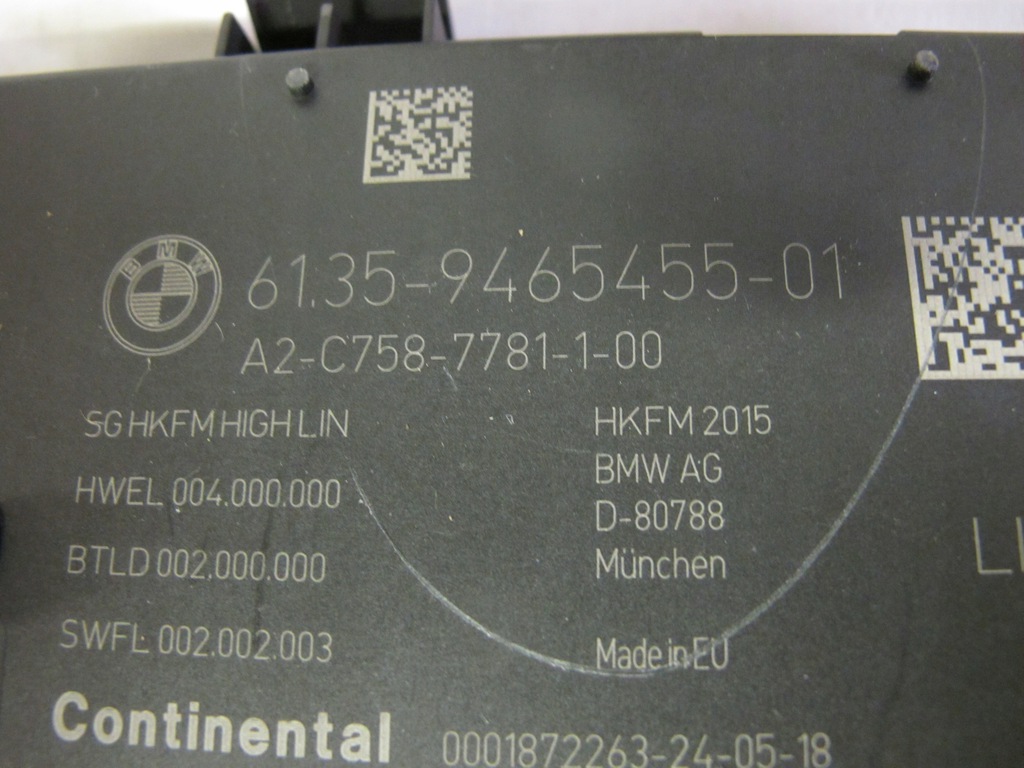 BMW
61.35-9465455-01
A2-C758-7781-1-00
SG HKFM HIGH LIN
HWEL 004.000.000
BTLD 002.000.000
SWFL 002.002.003
HKFM 2015
BMW AG
D-80788
München
Made in EU
Continental 0001872263-24-05-18